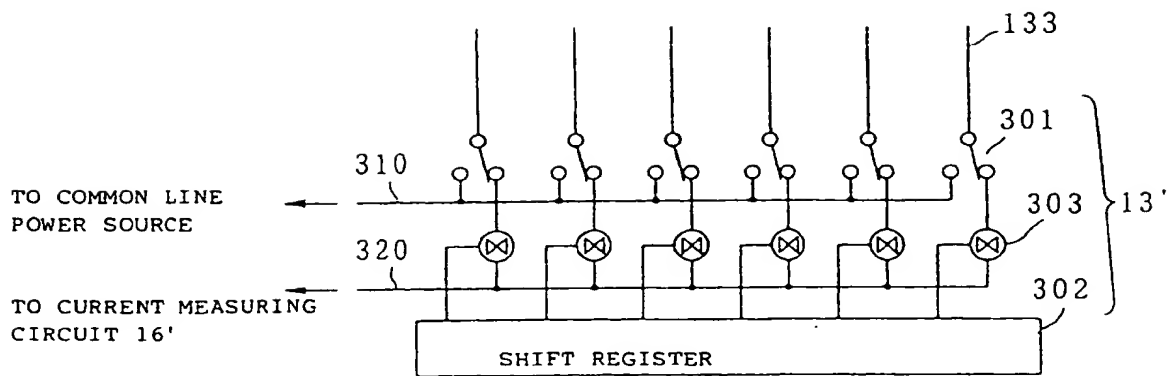 133
301
310
TO COMMON LINE
POWER SOURCE
13'
303
320
TO CURRENT MEASURING
CIRCUIT 16'
302
SHIFT REGISTER